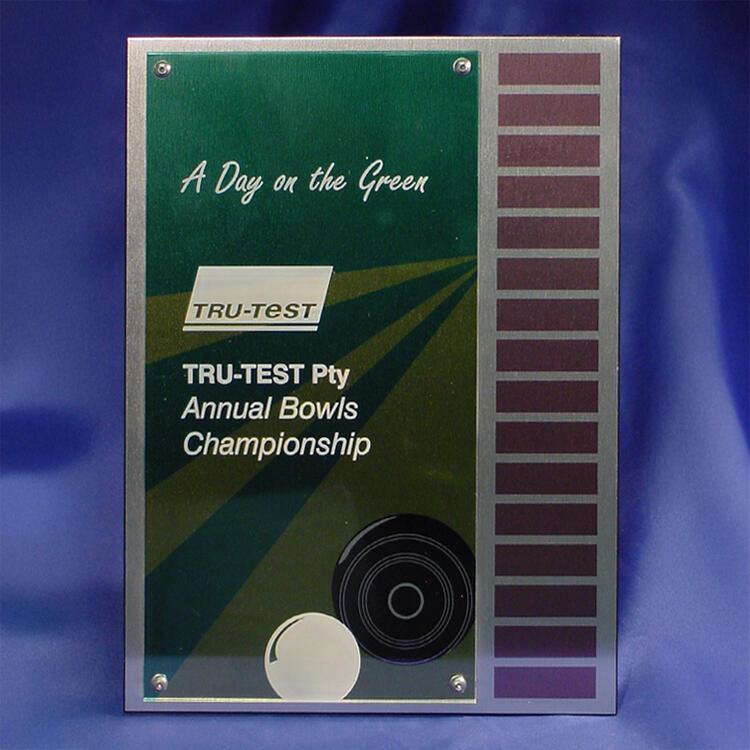 A Day on the Green
TRU-TeST
TRU-TEST Pty
Annual Bowls
Championship